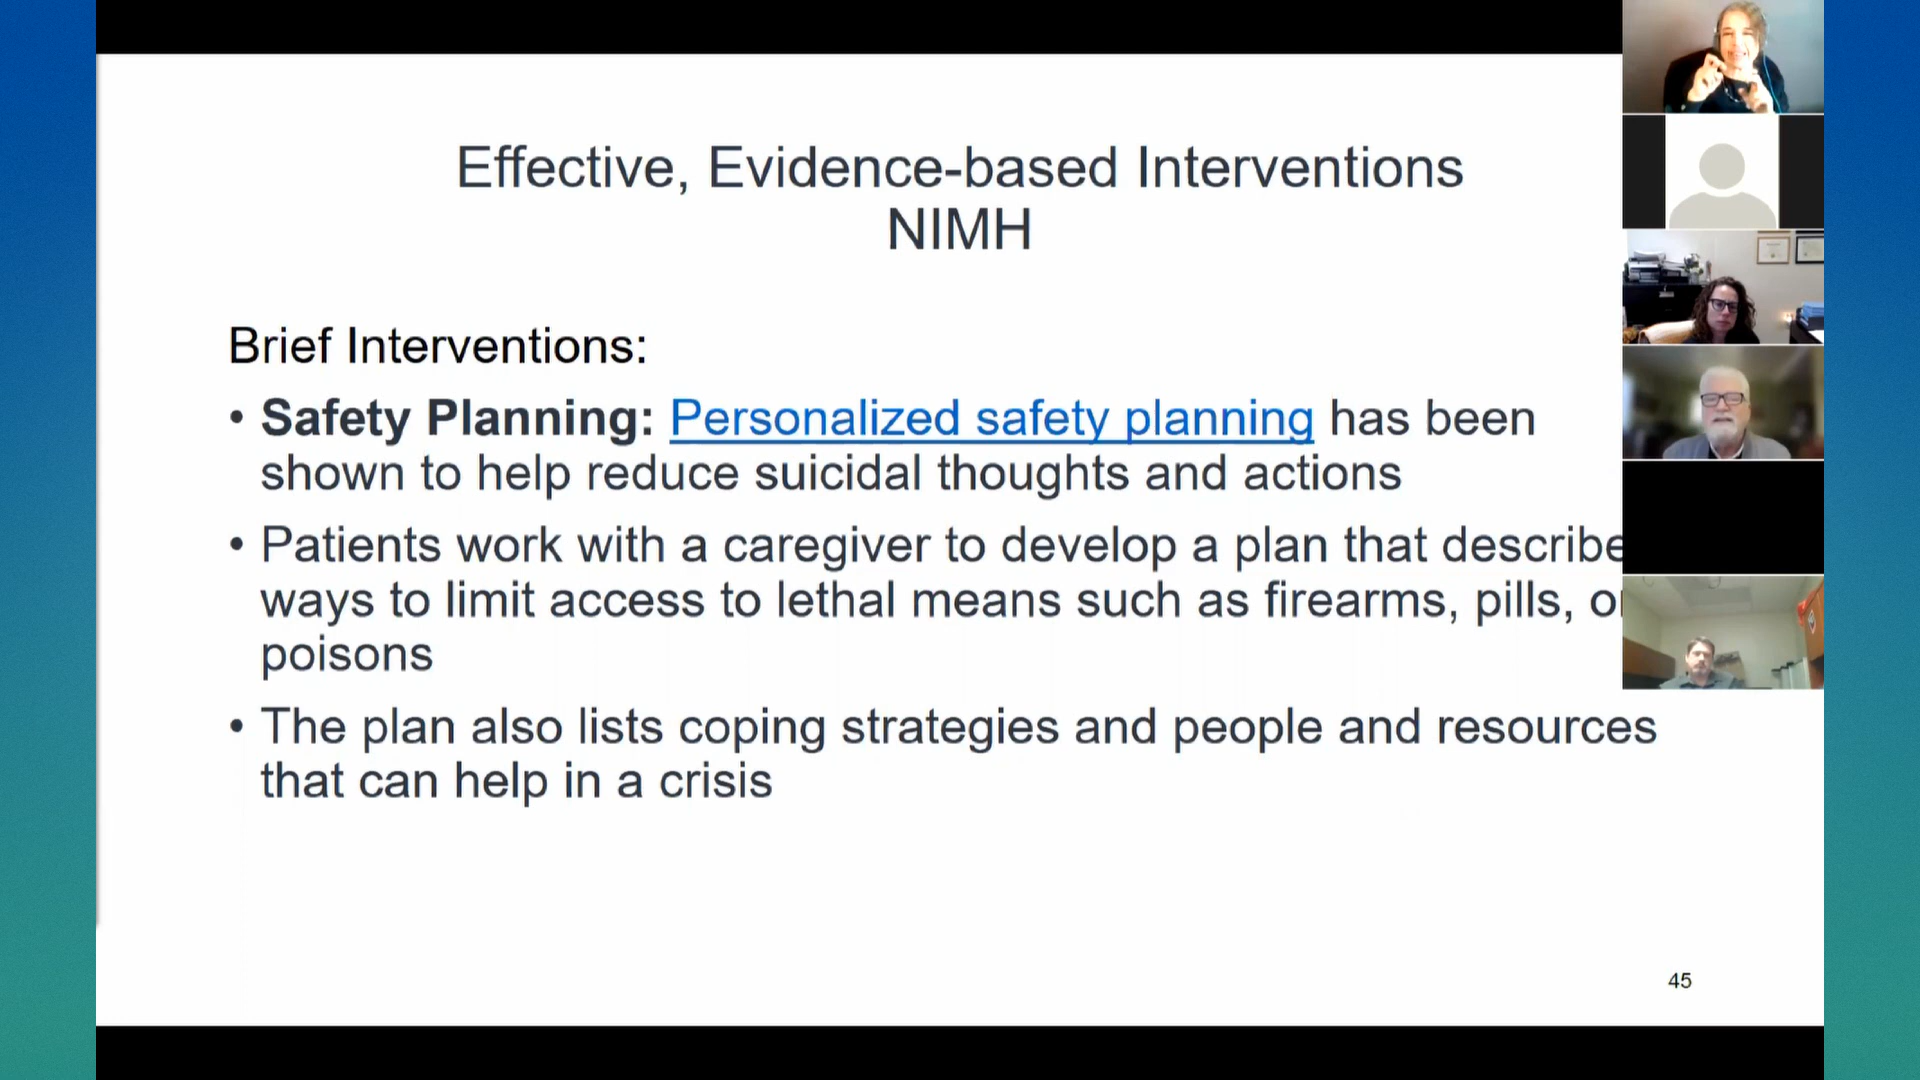 Effective, Evidence-based Interventions
NIMH
Brief Interventions:
• Safety Planning: Personalized safety planning has been
shown to help reduce suicidal thoughts and actions
• Patients work with a caregiver to develop a plan that describe
ways to limit access to lethal means such as firearms, pills, or
poisons
• The plan also lists coping strategies and people and resources
that can help in a crisis
45